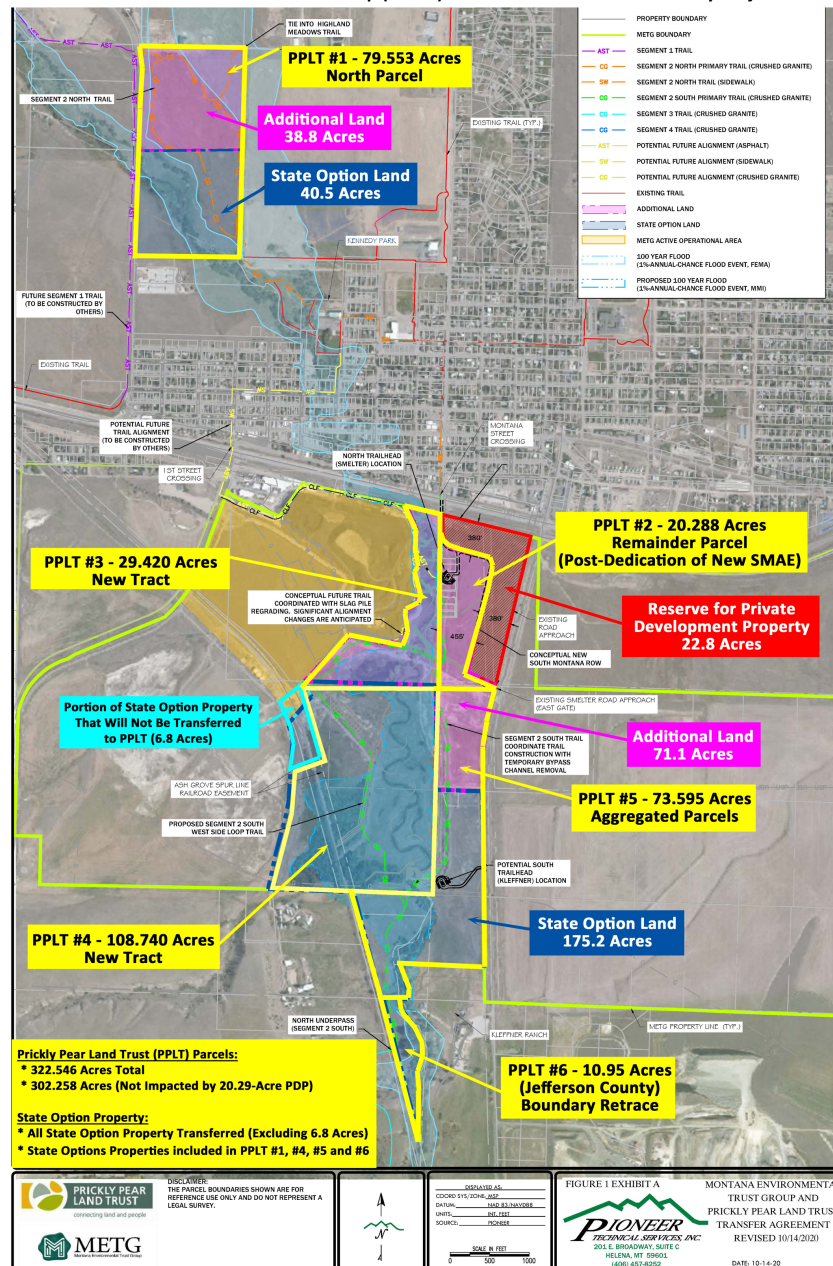 TIE INTO HIGHLAND
MEADOWS TRAIL
AST
PPLT #1 - 79.553 Acres
North Parcel
SEGMENT 2 NORTH TRAIL
Additional Land
38.8 Acres
EXISTING TRAIL (TYP.)
State Option Land
40.5 Acres
KENNEDY PARK
FUTURE SEGMENT 1 TRAIL
(TO BE CONSTRUCTED BY
OTHERS)
EXISTING TRAIL
PROPERTY BOUNDARY
METG BOUNDARY
AST SEGMENT 1 TRAIL
CG SEGMENT 2 NORTH PRIMARY TRAIL (CRUSHED GRANITE)
SW SEGMENT 2 NORTH TRAIL (SIDEWALK)
CG SEGMENT 2 SOUTH PRIMARY TRAIL (CRUSHED GRANITE)
CG SEGMENT 3 TRAIL (CRUSHED GRANITE)
CG SEGMENT 4 TRAIL (CRUSHED GRANITE)
AST POTENTIAL FUTURE ALIGNMENT (ASPHALT)
SW POTENTIAL FUTURE ALIGNMENT (SIDEWALK)
CG POTENTIAL FUTURE ALIGNMENT (CRUSHED GRANITE)
EXISTING TRAIL
ADDITIONAL LAND
STATE OPTION LAND
METG ACTIVE OPERATIONAL AREA
100 YEAR FLOOD
(1%-ANNUAL-CHANCE FLOOD EVENT, FEMA)
PROPOSED 100 YEAR FLOOD
(1%-ANNUAL-CHANCE FLOOD EVENT, MMI)
POTENTIAL FUTURE
TRAIL ALIGNMENT
(TO BE CONSTRUCTED
BY OTHERS)
1ST STREET
CROSSING
MONTANA
STREET
CROSSING
NORTH TRAILHEAD
(SMELTER) LOCATION
CLF
CLF
CLF
380'
PPLT #2 - 20.288 Acres
Remainder Parcel
(Post-Dedication of New SMAE)
PPLT #3 - 29.420 Acres
New Tract
CONCEPTUAL FUTURE TRAIL
COORDINATED WITH SLAG PILE
REGRADING. SIGNIFICANT ALIGNMENT
CHANGES ARE ANTICIPATED
380'
455'
EXISTING
ROAD
APPROACH
Reserve for Private
Development Property
22.8 Acres
CONCEPTUAL NEW
SOUTH MONTANA ROW
EXISTING SMELTER ROAD APPROACH
(EAST GATE)
Portion of State Option Property
That Will Not Be Transferred
to PPLT (6.8 Acres)
SEGMENT 2 SOUTH TRAIL
COORDINATE TRAIL
CONSTRUCTION WITH
TEMPORARY BYPASS
CHANNEL REMOVAL
Additional Land
71.1 Acres
ASH GROVE SPUR LINE
RAILROAD EASEMENT
PPLT #5 - 73.595 Acres
Aggregated Parcels
PROPOSED SEGMENT 2 SOUTH
WEST SIDE LOOP TRAIL
POTENTIAL SOUTH
TRAILHEAD
(KLEFFNER) LOCATION
State Option Land
175.2 Acres
PPLT #4 - 108.740 Acres
New Tract
NORTH UNDERPASS
(SEGMENT 2 SOUTH)
KLEFFNER RANCH
METG PROPERTY LINE (TYP.)
PPLT #6 - 10.95 Acres
(Jefferson County)
Boundary Retrace
Prickly Pear Land Trust (PPLT) Parcels:
* 322.546 Acres Total
* 302.258 Acres (Not Impacted by 20.29-Acre PDP)
State Option Property:
* All State Option Property Transferred (Excluding 6.8 Acres)
* State Options Properties included in PPLT #1, #4, #5 and #6
PRICKLY PEAR
LAND TRUST
connecting land and people
METG
Montana Environmental Trust Group
DISCLAIMER:
THE PARCEL BOUNDARIES SHOWN ARE FOR
REFERENCE USE ONLY AND DO NOT REPRESENT A
LEGAL SURVEY.
N
DISPLAYED AS:
COORD SYS/ZONE: MSP
DATUM: NAD 83/NAVD88
UNITS: INT. FEET
SOURCE: PIONEER
SCALE IN FEET
0 500 1000
FIGURE 1 EXHIBIT A
PIONEER
TECHNICAL SERVICES, INC.
201 E. BROADWAY, SUITE C
HELENA, MT 59601
(406) 457-8252
MONTANA ENVIRONMENTA
TRUST GROUP AND
PRICKLY PEAR LAND TRUS
TRANSFER AGREEMENT
REVISED 10/14/2020
DATE: 10-14-20